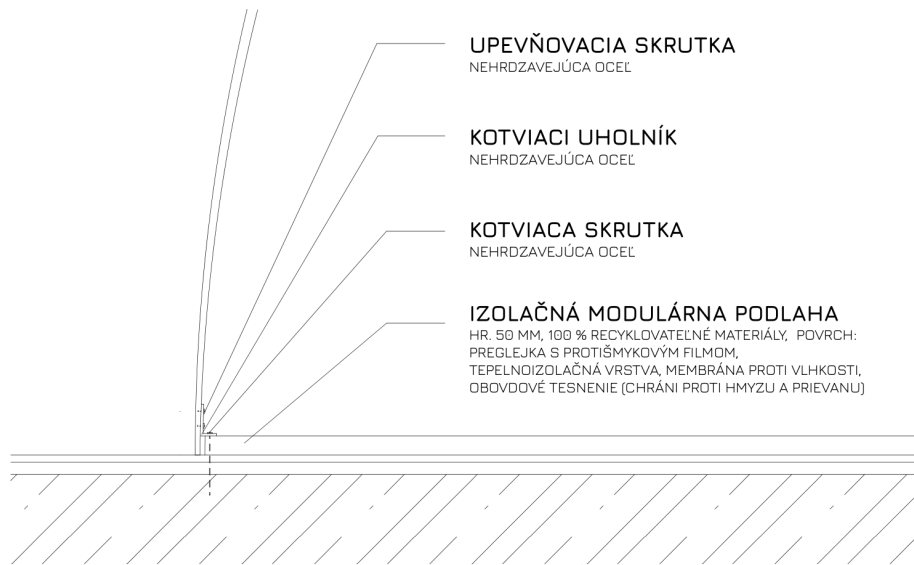 UPEVŇOVACIA SKRUTKA
NEHRDZAVEJÚCA OCEĽ
KOTVIACI UHOLNÍK
NEHRDZAVEJÚCA OCEĽ
KOTVIACA SKRUTKA
NEHRDZAVEJÚCA OCEĽ
IZOLAČNÁ MODULÁRNA PODLAHA
HR. 50 MM, 100 % RECYKLOVATEĽNÉ MATERIÁLY, POVRCH:
PREGLEJKA S PROTIŠMYKOVÝM FILMOM,
TEPELNOIZOLAČNÁ VRSTVA, MEMBRÁNA PROTI VLHKOSTI,
OBOVDOVÉ TESNENIE (CHRÁNI PROTI HMYZU A PRIEVANU)